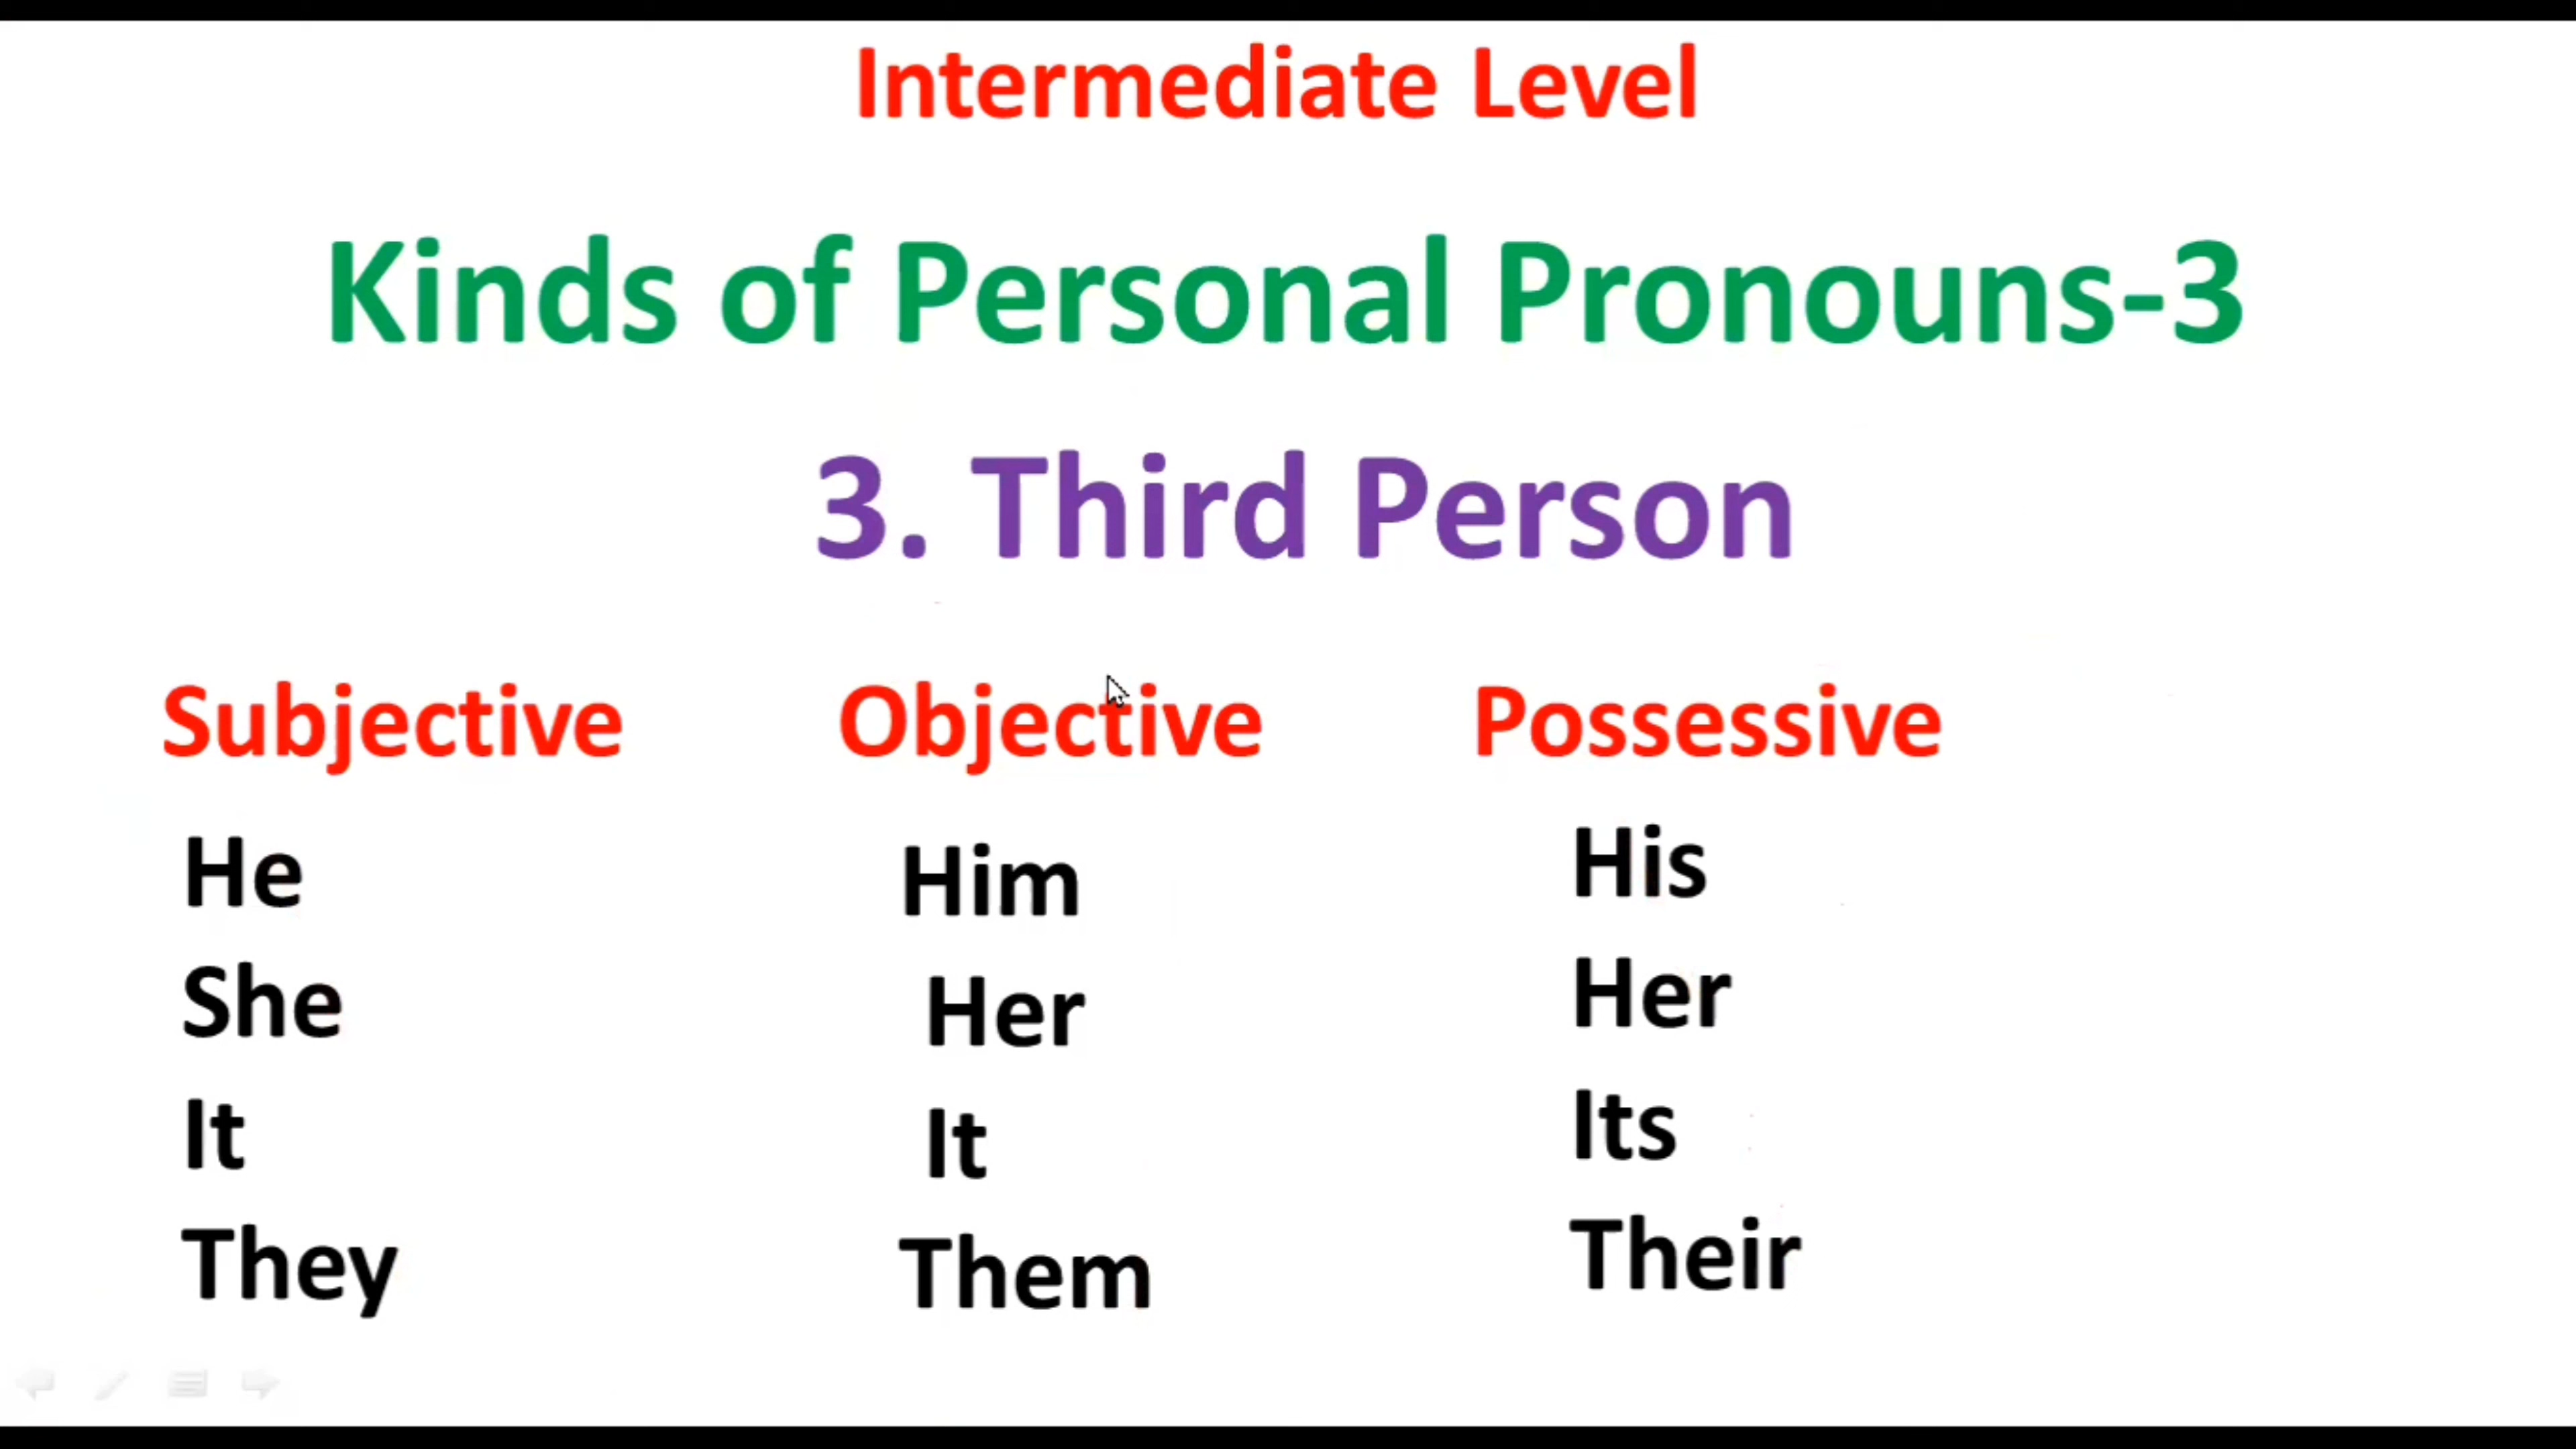 Intermediate Level
Kinds of Personal Pronouns-3
3. Third Person
Subjective Objective Possessive
He Him His
She Her Her
It It Its
They Them Their